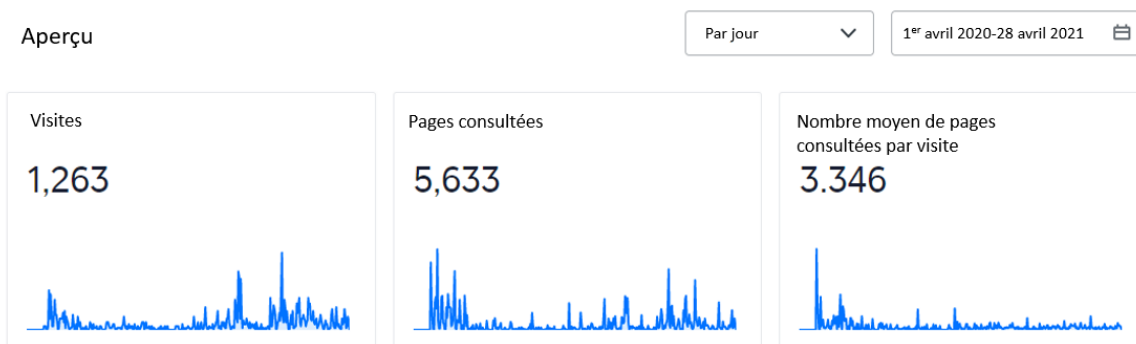 Aperçu
Par jour
1er avril 2020-28 avril 2021
Visites
1,263
Pages consultées
5,633
Nombre moyen de pages
consultées par visite
3.346